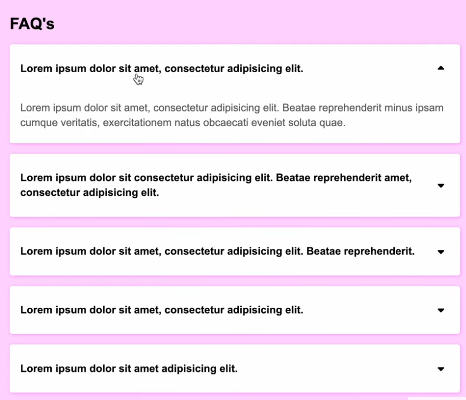 FAQ's
Lorem ipsum dolor sit amet, consectetur adipisicing elit.
Lorem ipsum dolor sit amet, consectetur adipisicing elit. Beatae reprehenderit minus ipsam
cumque veritatis, exercitationem natus obcaecati eveniet soluta quae.
Lorem ipsum dolor sit consectetur adipisicing elit. Beatae reprehenderit amet,
consectetur adipisicing elit.
Lorem ipsum dolor sit amet, consectetur adipisicing elit. Beatae reprehenderit.
Lorem ipsum dolor sit amet, consectetur adipisicing elit.
Lorem ipsum dolor sit amet adipisicing elit.